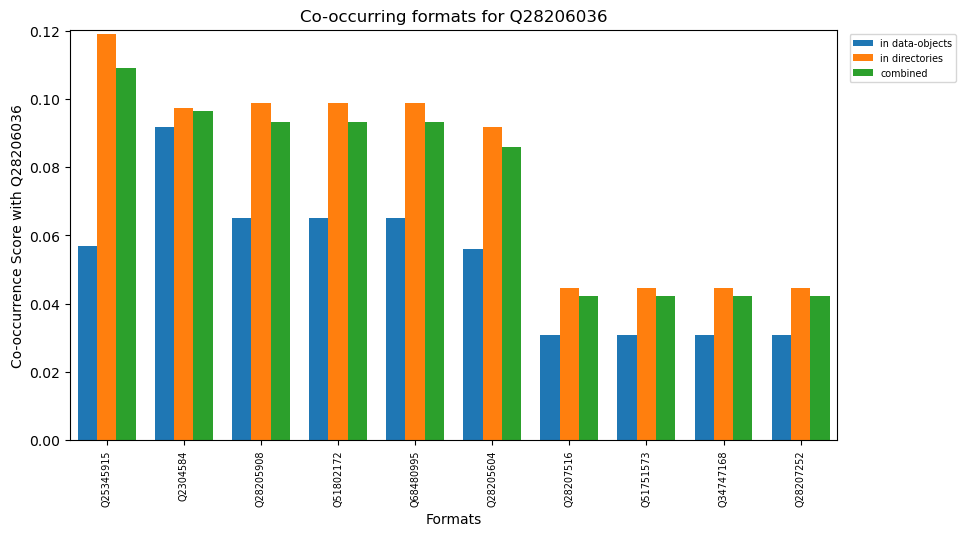 Co-occurring formats for Q28206036
in data-objects
in directories
combined
Co-occurrence Score with Q28206036
0.12
0.10
0.08
0.06
0.04
0.02
0.00
Q25345915
Q2304584
Q28205908
Q51802172
Q68480995
Q28205604
Q28207516
Q51751573
Q34747168
Q28207252
Formats